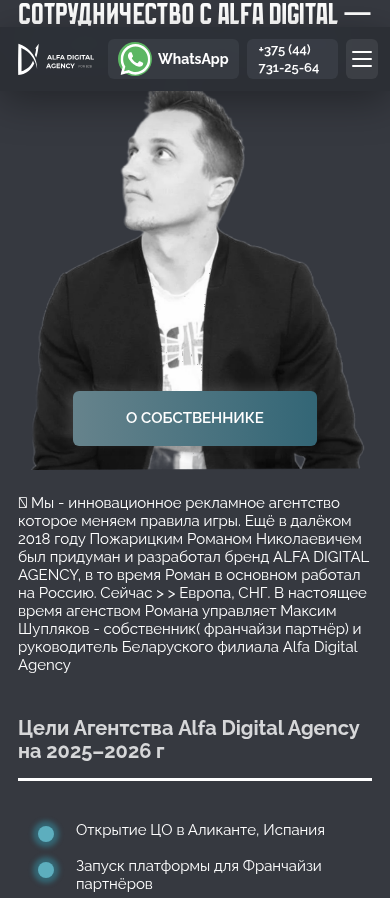 СОТРУДНИЧЕСТВО С ALFA DIGITAL —
ALFA DIGITAL
AGENCY
WhatsApp
+375 (44)
731-25-64
О СОБСТВЕННИКЕ
Мы - инновационное рекламное агентство
которое меняем правила игры. Ещё в далёком
2018 году Пожарицким Романом Николаевичем
был придуман и разработал бренд ALFA DIGITAL
AGENCY, в то время Роман в основном работал
на Россию. Сейчас > > Европа, СНГ. В настоящее
время агенством Романа управляет Максим
Шупляков - собственник( франчайзи партнёр) и
руководитель Беларуского филиала Alfa Digital
Agency
Цели Агентства Alfa Digital Agency
на 2025–2026 г
Открытие ЦО в Аликанте, Испания
Запуск платформы для Франчайзи
партнёров